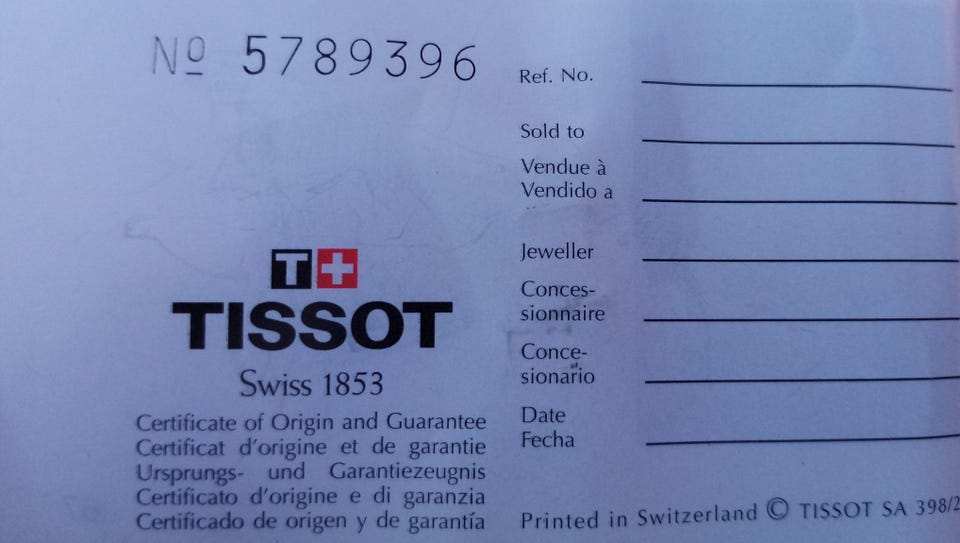 Nº 5789396
T+
TISSOT
Swiss 1853
Certificate of Origin and Guarantee
Certificat d'origine et de garantie
Ursprungs- und Garantiezeugnis
Certificato d'origine e di garanzia
Certificado de origen y de garantía
Ref. No.
Sold to
Vendue à
Vendido a
Jeweller
Conces-
sionnaire
Conce-
sionario
Date
Fecha
Printed in Switzerland © TISSOT SA 398/2